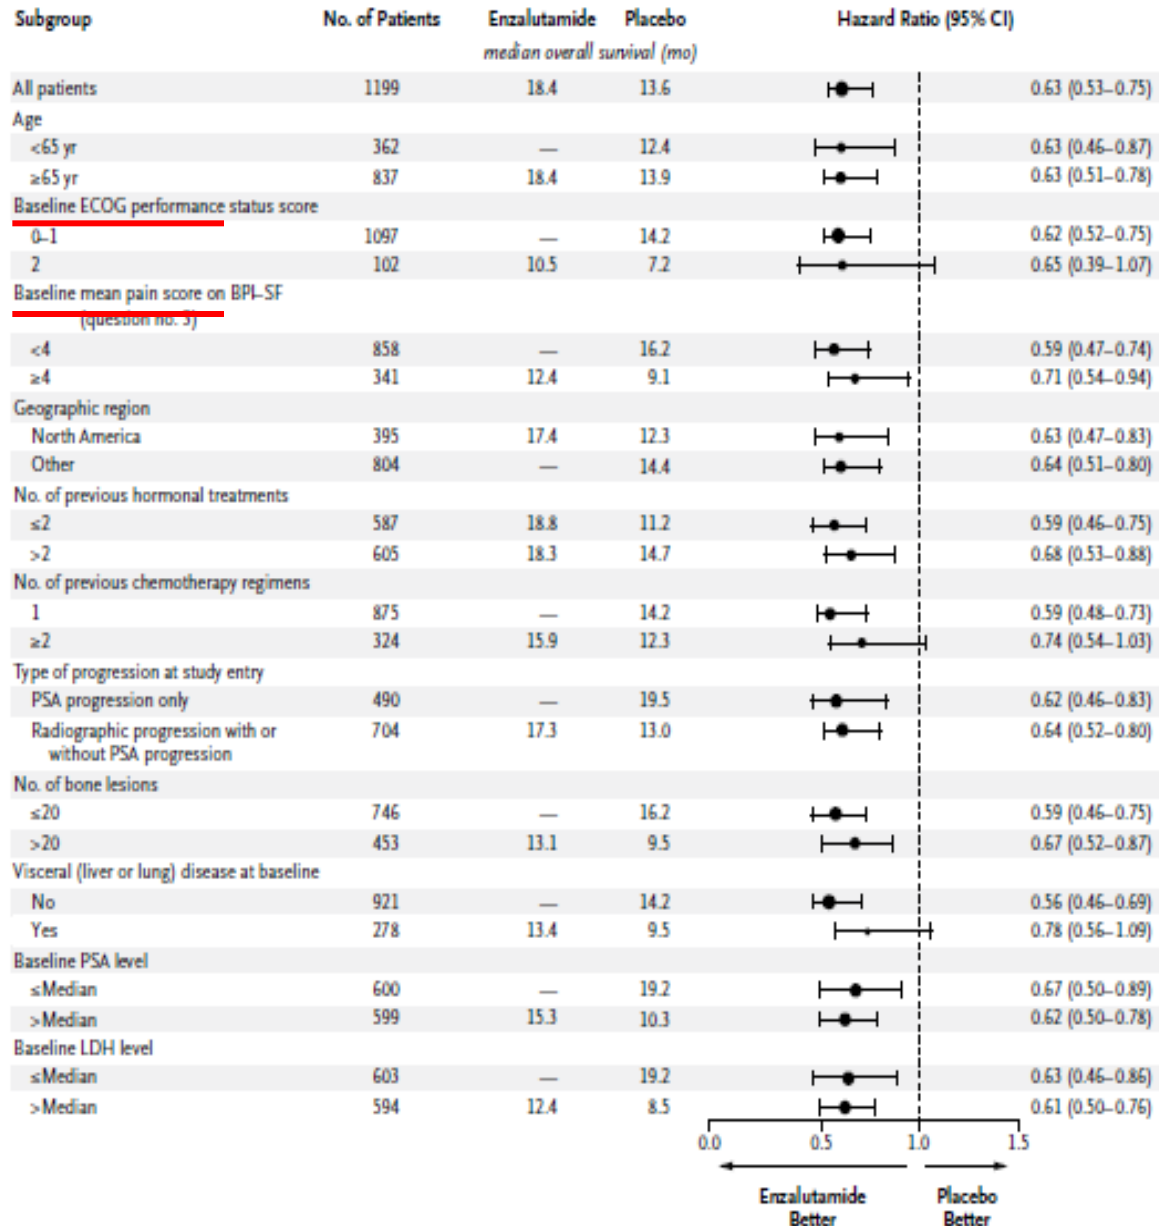 Subgroup No. of Patients Enzalutamide Placebo Hazard Ratio (95% CI)
median overall survival (mo)
All patients 1199 18.4 13.6 0.63 (0.53–0.75)
Age
<65 yr 362 — 12.4 0.63 (0.46–0.87)
≥65 yr 837 18.4 13.9 0.63 (0.51–0.78)
Baseline ECOG performance status score
0–1 1097 — 14.2 0.62 (0.52–0.75)
2 102 10.5 7.2 0.65 (0.39–1.07)
Baseline mean pain score on BPI–SF
(question no. 3)
<4 858 — 16.2 0.59 (0.47–0.74)
≥4 341 12.4 9.1 0.71 (0.54–0.94)
Geographic region
North America 395 17.4 12.3 0.63 (0.47–0.83)
Other 804 — 14.4 0.64 (0.51–0.80)
No. of previous hormonal treatments
≤2 587 18.8 11.2 0.59 (0.46–0.75)
>2 605 18.3 14.7 0.68 (0.53–0.88)
No. of previous chemotherapy regimens
1 875 — 14.2 0.59 (0.48–0.73)
≥2 324 15.9 12.3 0.74 (0.54–1.03)
Type of progression at study entry
PSA progression only 490 — 19.5 0.62 (0.46–0.83)
Radiographic progression with or 704 17.3 13.0 0.64 (0.52–0.80)
without PSA progression
No. of bone lesions
≤20 746 — 16.2 0.59 (0.46–0.75)
>20 453 13.1 9.5 0.67 (0.52–0.87)
Visceral (liver or lung) disease at baseline
No 921 — 14.2 0.56 (0.46–0.69)
Yes 278 13.4 9.5 0.78 (0.56–1.09)
Baseline PSA level
≤Median 600 — 19.2 0.67 (0.50–0.89)
>Median 599 15.3 10.3 0.62 (0.50–0.78)
Baseline LDH level
≤Median 603 — 19.2 0.63 (0.46–0.86)
>Median 594 12.4 8.5 0.61 (0.50–0.76)
0.0 0.5 1.0 1.5
Enzalutamide Placebo
Better Better